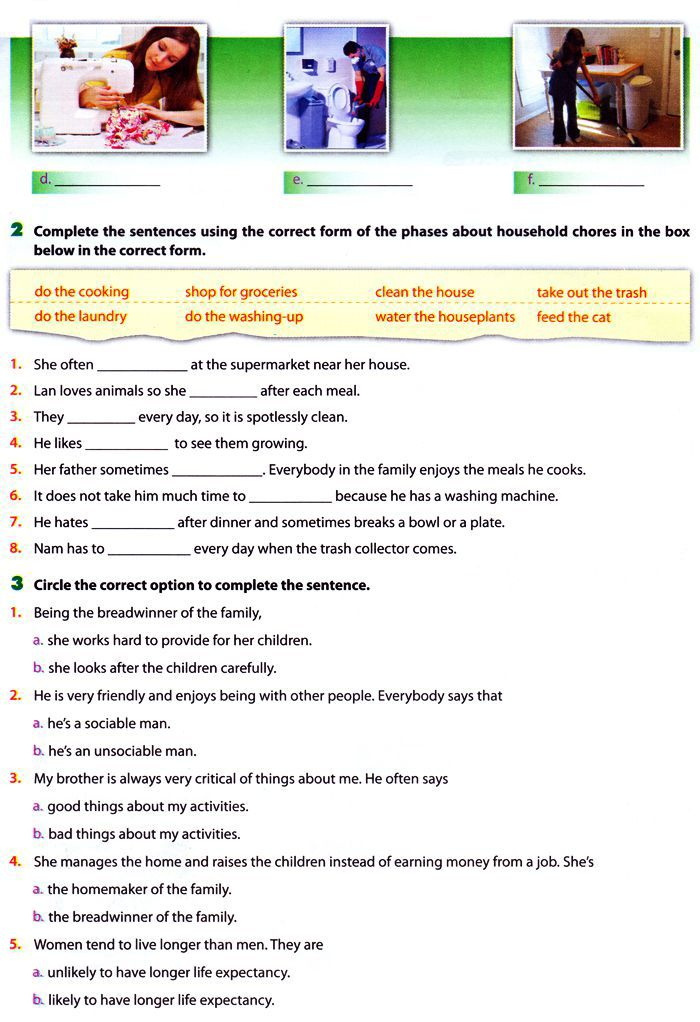 d. ____________ e. ____________ f. ____________
2 Complete the sentences using the correct form of the phases about household chores in the box
below in the correct form.
do the cooking shop for groceries clean the house take out the trash
do the laundry do the washing-up water the houseplants feed the cat
1. She often ____________ at the supermarket near her house.
2. Lan loves animals so she _________ after each meal.
3. They _________ every day, so it is spotlessly clean.
4. He likes ___________ to see them growing.
5. Her father sometimes ____________. Everybody in the family enjoys the meals he cooks.
6. It does not take him much time to ___________ because he has a washing machine.
7. He hates ___________ after dinner and sometimes breaks a bowl or a plate.
8. Nam has to ___________ every day when the trash collector comes.
3 Circle the correct option to complete the sentence.
1. Being the breadwinner of the family,
a. she works hard to provide for her children.
b. she looks after the children carefully.
2. He is very friendly and enjoys being with other people. Everybody says that
a. he's a sociable man.
b. he's an unsociable man.
3. My brother is always very critical of things about me. He often says
a. good things about my activities.
b. bad things about my activities.
4. She manages the home and raises the children instead of earning money from a job. She's
a. the homemaker of the family.
b. the breadwinner of the family.
5. Women tend to live longer than men. They are
a. unlikely to have longer life expectancy.
b. likely to have longer life expectancy.